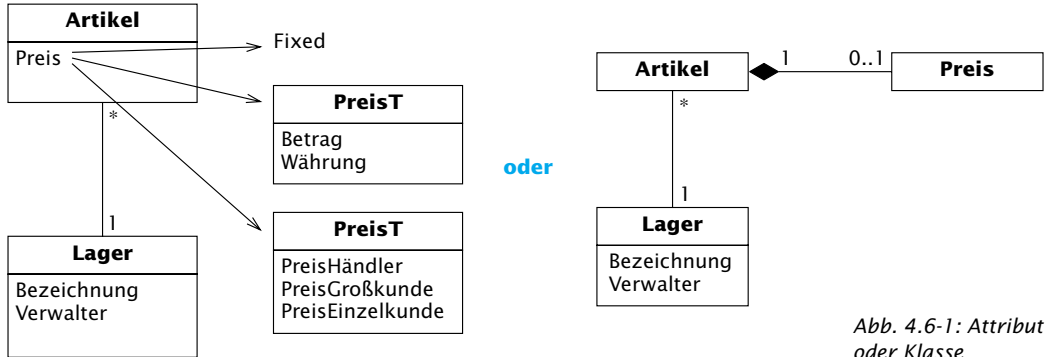 Artikel
Preis
Fixed
PreisT
Betrag
Währung
*
1
Lager
Bezeichnung
Verwalter
PreisT
PreisHändler
PreisGroßkunde
PreisEinzelkunde
oder
Artikel
1
0..1
Preis
*
1
Lager
Bezeichnung
Verwalter
Abb. 4.6-1: Attribut
oder Klasse